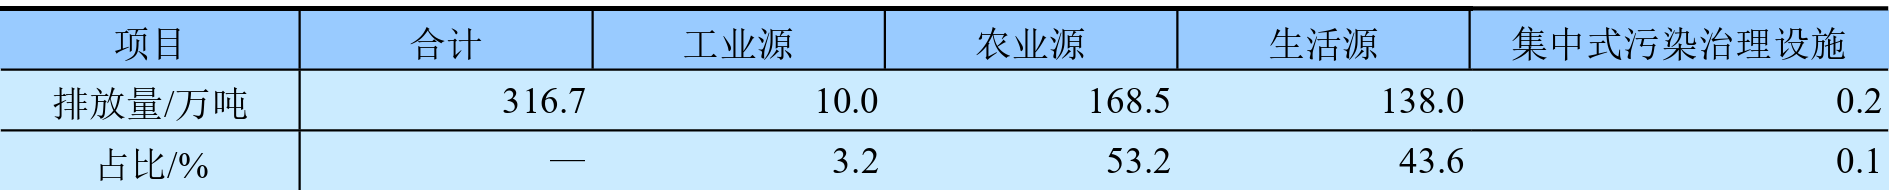 项目 合计 工业源 农业源 生活源 集中式污染治理设施
排放量/万吨 316.7 10.0 168.5 138.0 0.2
占比/% — 3.2 53.2 43.6 0.1